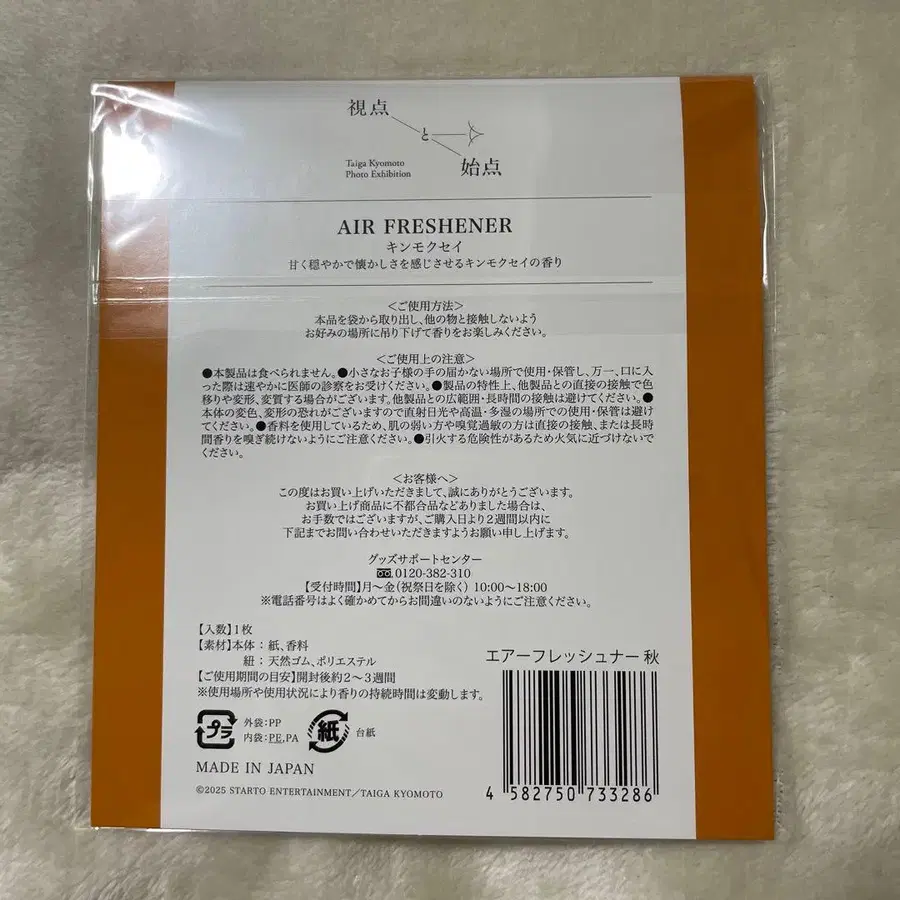 視点
と
始点
Taiga Kyomoto
Photo Exhibition
AIR FRESHENER
キンモクセイ
甘く穏やかで懐かしさを感じさせるキンモクセイの香り
＜ご使用方法＞
本品を袋から取り出し、他の物と接触しないよう
お好みの場所に吊り下げて香りをお楽しみください。
＜ご使用上の注意＞
●本製品は食べられません。●小さなお子様の手の届かない場所で使用・保管し、万一、口に入
った際は速やかに医師の診察をお受けください。●製品の特性上、他製品との直接の接触で色
移りや変形、変質する場合がございます。他製品との広範囲・長時間の接触は避けてください。●
本体の変色、変形の恐れがございますので直射日光や高温・多湿の場所での使用・保管は避け
てください。●香料を使用しているため、肌の弱い方や嗅覚過敏の方は直接の接触、または長時
間香りを嗅ぎ続けないようにご注意ください。●引火する危険性があるため火気に近づけないで
ください。
＜お客様へ＞
この度はお買い上げいただきまして、誠にありがとうございます。
お買い上げ商品に不都合品などありました場合は、
お手数ではございますが、ご購入日より2週間以内に
下記までお問い合わせいただきますようお願い申し上げます。
グッズサポートセンター
0120-382-310
【受付時間】月〜金（祝祭日を除く）10:00〜18:00
※電話番号はよく確かめてからお間違いのないようにご注意ください。
【入数】1枚
【素材】本体：紙、香料
紐：天然ゴム、ポリエステル
【ご使用期間の目安】開封後約2〜3週間
※使用場所や使用状況により香りの持続時間は変動します。
エアーフレッシュナー 秋
プラ
外袋：PP
内袋：PE,PA
紙
台紙
MADE IN JAPAN
©2025 STARTO ENTERTAINMENT／TAIGA KYOMOTO
4 582750 733286